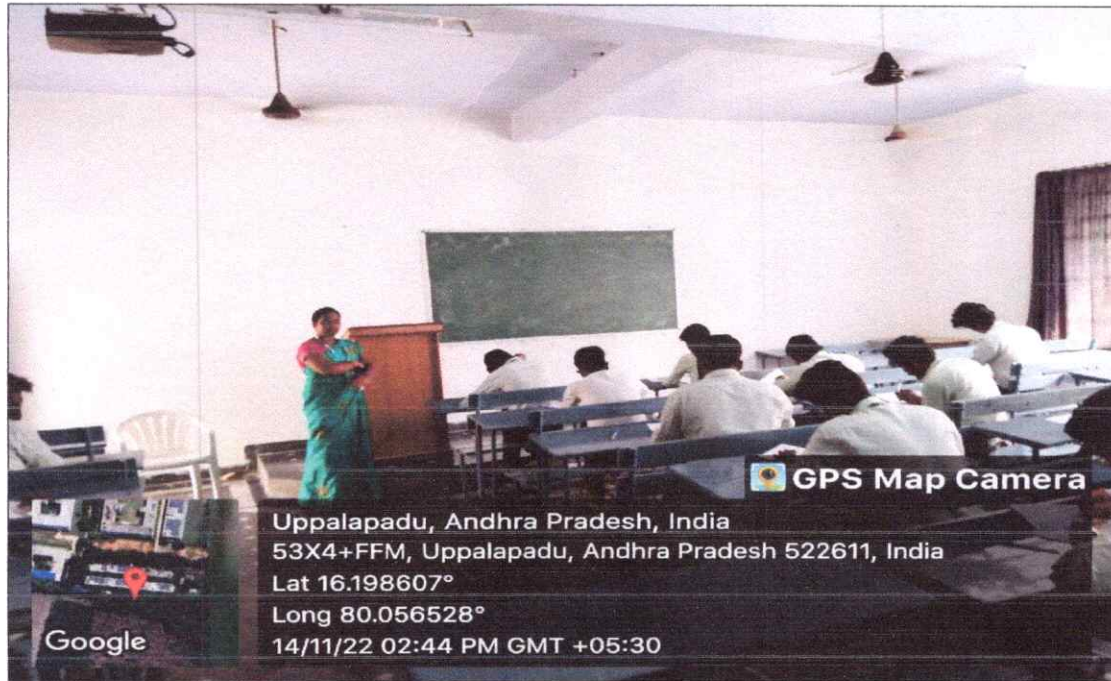 GPS Map Camera
Uppalapadu, Andhra Pradesh, India
53X4+FFM, Uppalapadu, Andhra Pradesh 522611, India
Lat 16.198607°
Long 80.056528°
14/11/22 02:44 PM GMT +05:30
Google